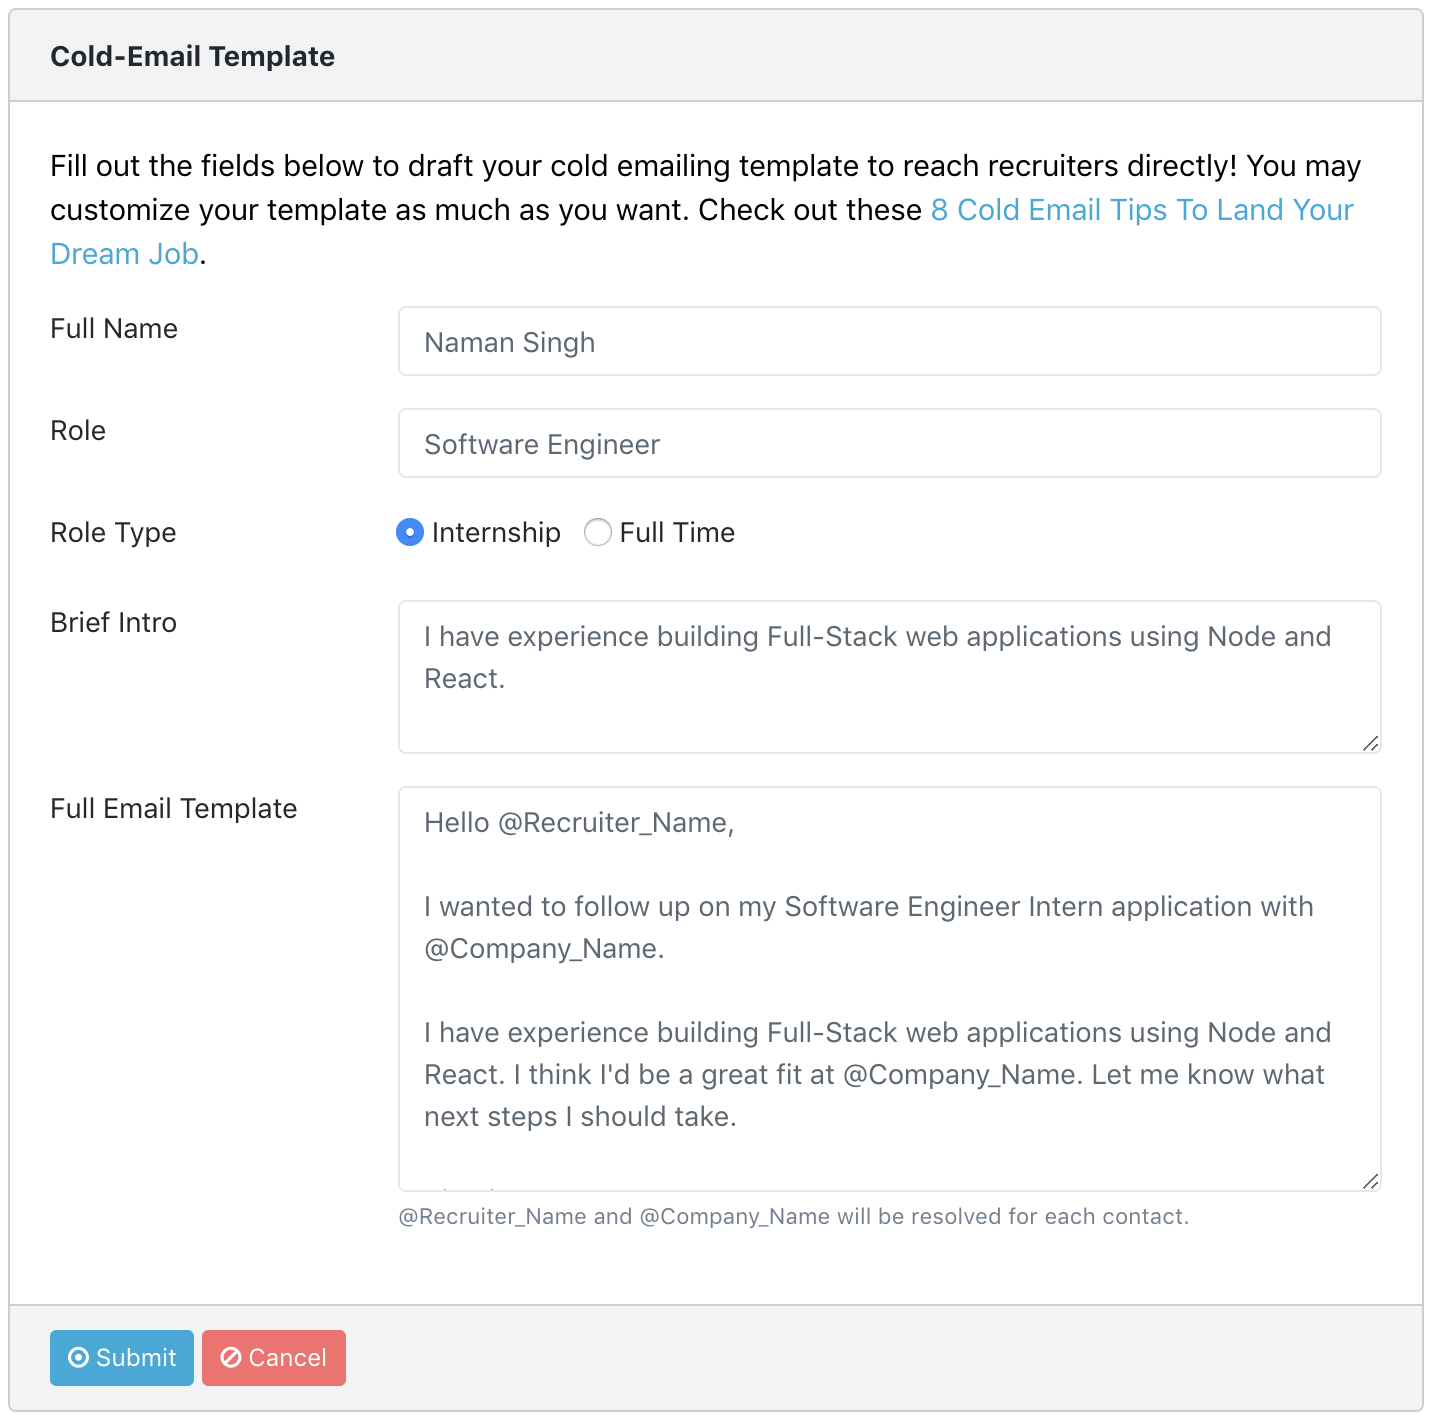 Cold-Email Template
Fill out the fields below to draft your cold emailing template to reach recruiters directly! You may
customize your template as much as you want. Check out these 8 Cold Email Tips To Land Your
Dream Job.
Full Name
Naman Singh
Role
Software Engineer
Role Type
Internship
Full Time
Brief Intro
I have experience building Full-Stack web applications using Node and
React.
Full Email Template
Hello @Recruiter_Name,
I wanted to follow up on my Software Engineer Intern application with
@Company_Name.
I have experience building Full-Stack web applications using Node and
React. I think I'd be a great fit at @Company_Name. Let me know what
next steps I should take.
@Recruiter_Name and @Company_Name will be resolved for each contact.
Submit
Cancel